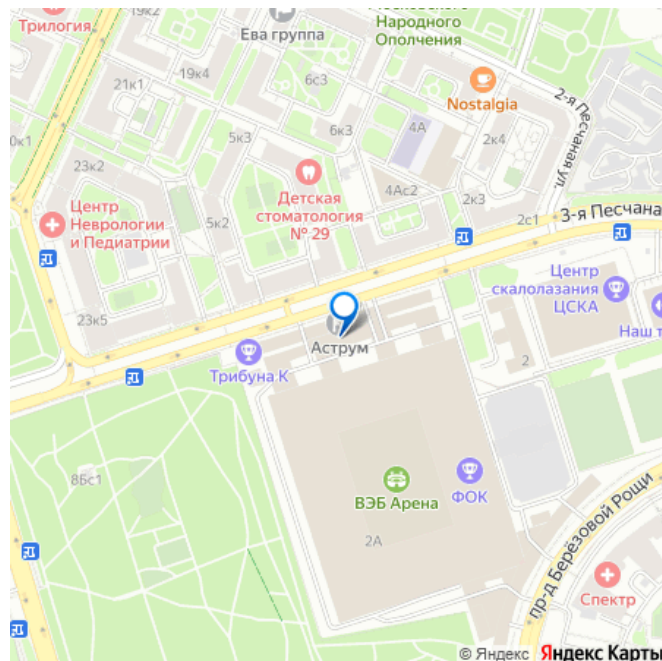 Трилогия
19к2
Ева группа
Московского
Народного
Ополчения
19к4
21к1
6с3
Nostalgia
2-я Песчаная ул.
5к3
6к3
4А
2к4
23к2
Детская
стоматология
№ 29
4Ас2
2к3
Центр
Неврологии
и Педиатрии
5к2
2с1
3-я Песчана
Центр
скалолазания
ЦСКА
Наш т
23к5
Аструм
Трибуна К
2
8Бс1
ВЭБ Арена
ФОК
2А
пр-д Берёзовой Рощи
Спектр
© Яндекс Яндекс Карты